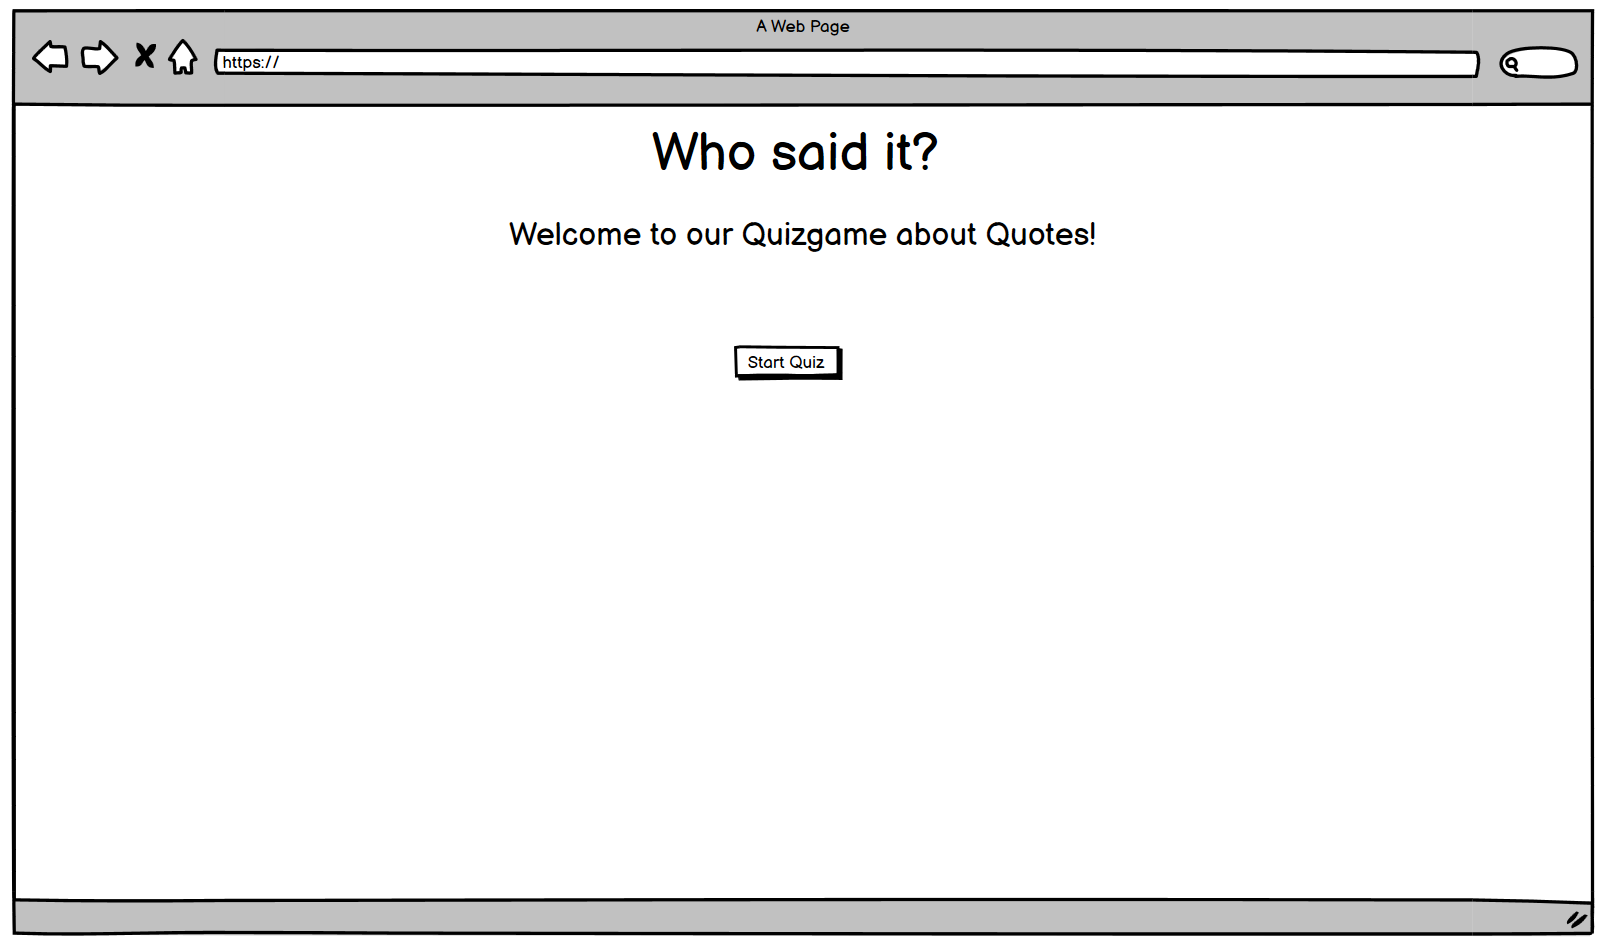 A Web Page
https://
Who said it?
Welcome to our Quizgame about Quotes!
Start Quiz